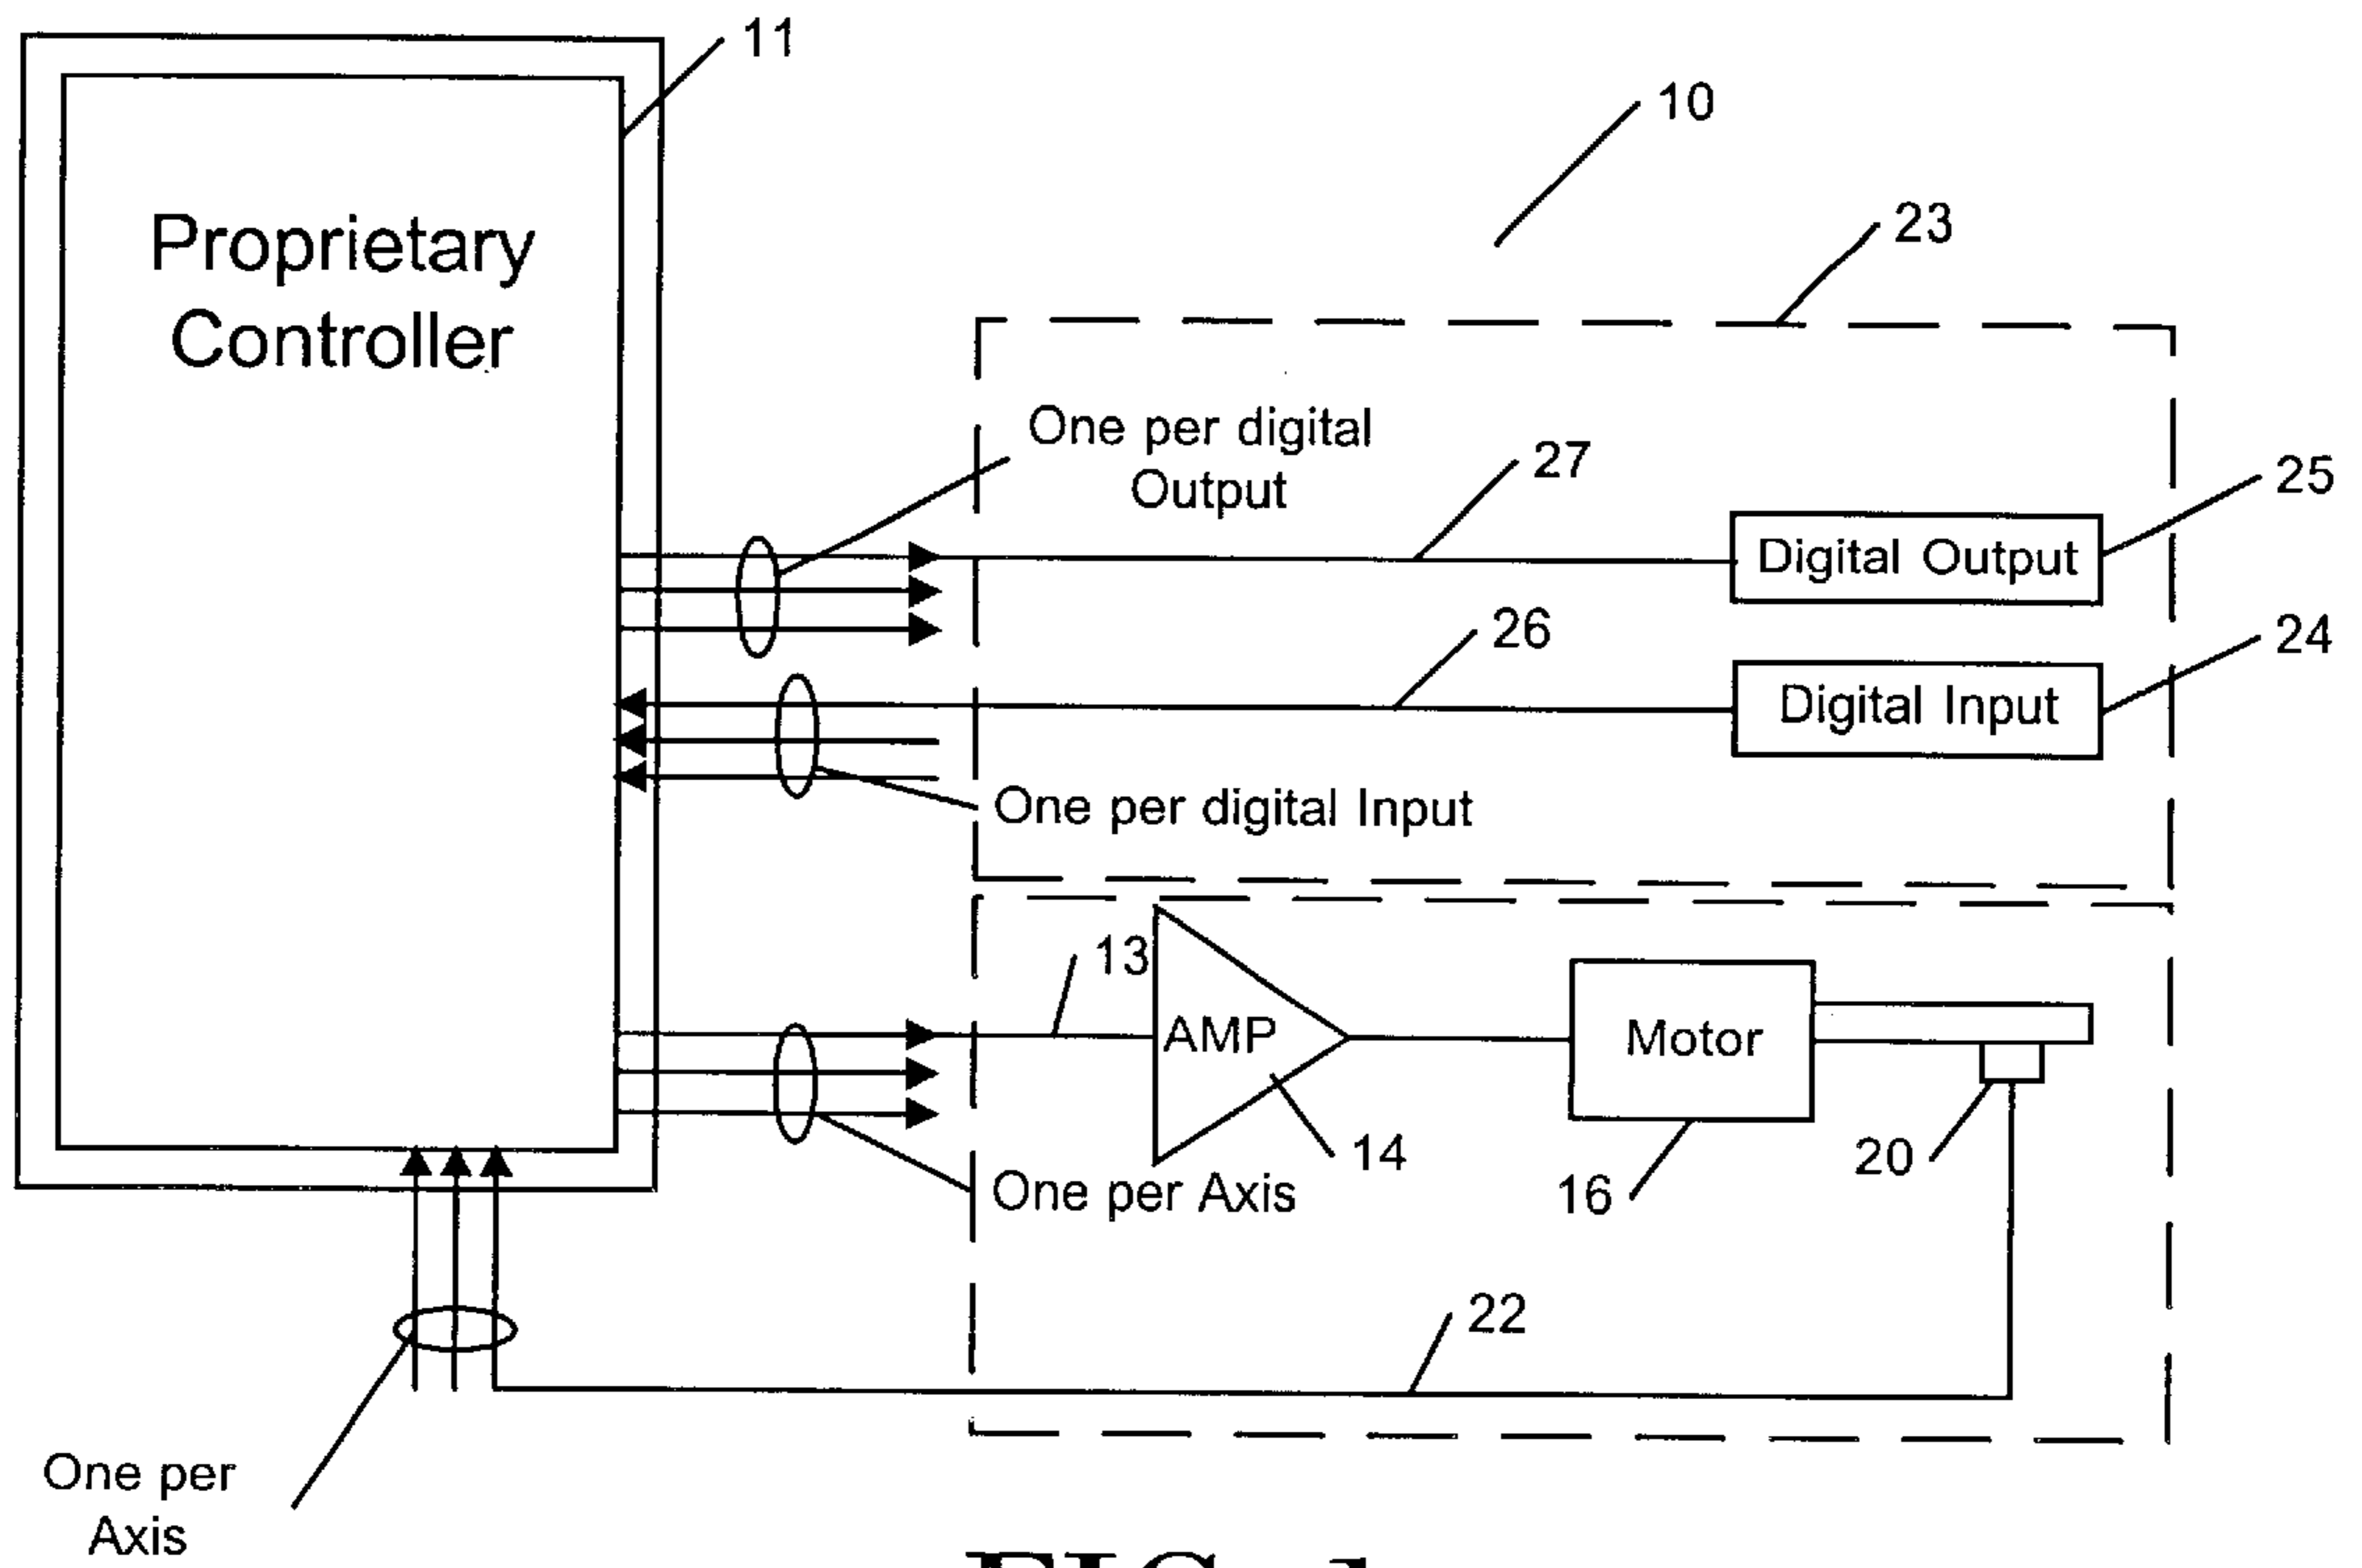 11
10
23
Proprietary
Controller
One per digital
Output
27
25
Digital Output
26
24
Digital Input
One per digital Input
13
AMP
Motor
14
20
16
One per Axis
22
One per
Axis